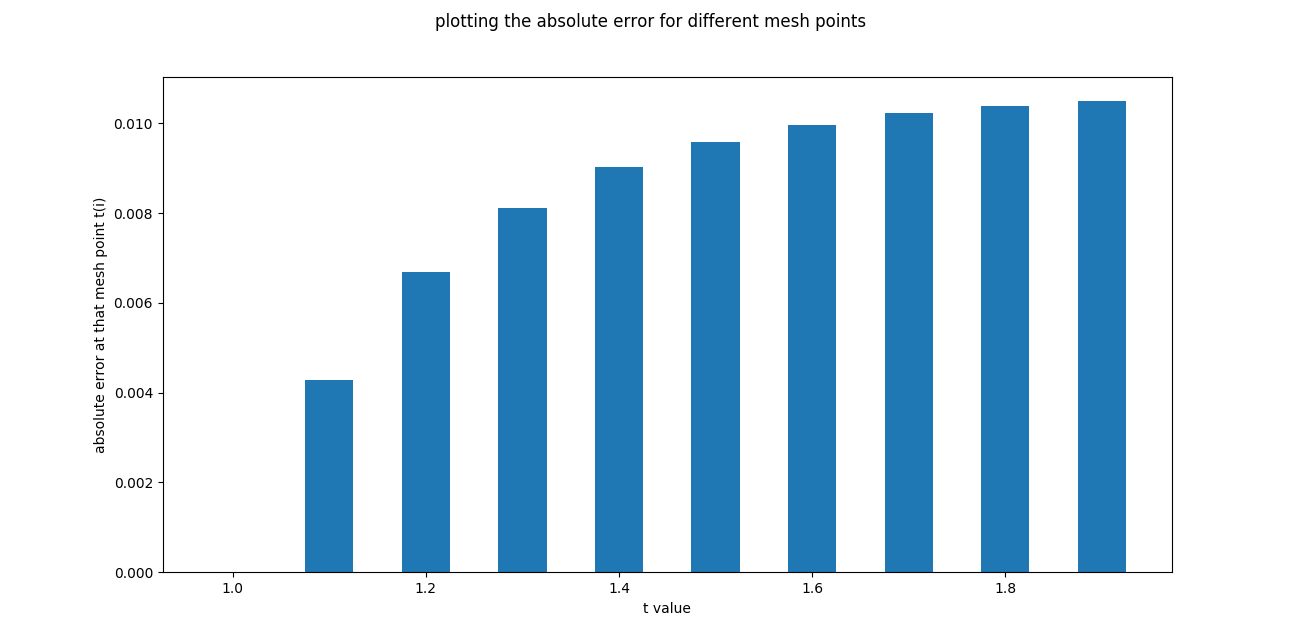 plotting the absolute error for different mesh points
absolute error at that mesh point t(i)
0.010
0.008
0.006
0.004
0.002
0.000
1.0 1.2 1.4 1.6 1.8
t value